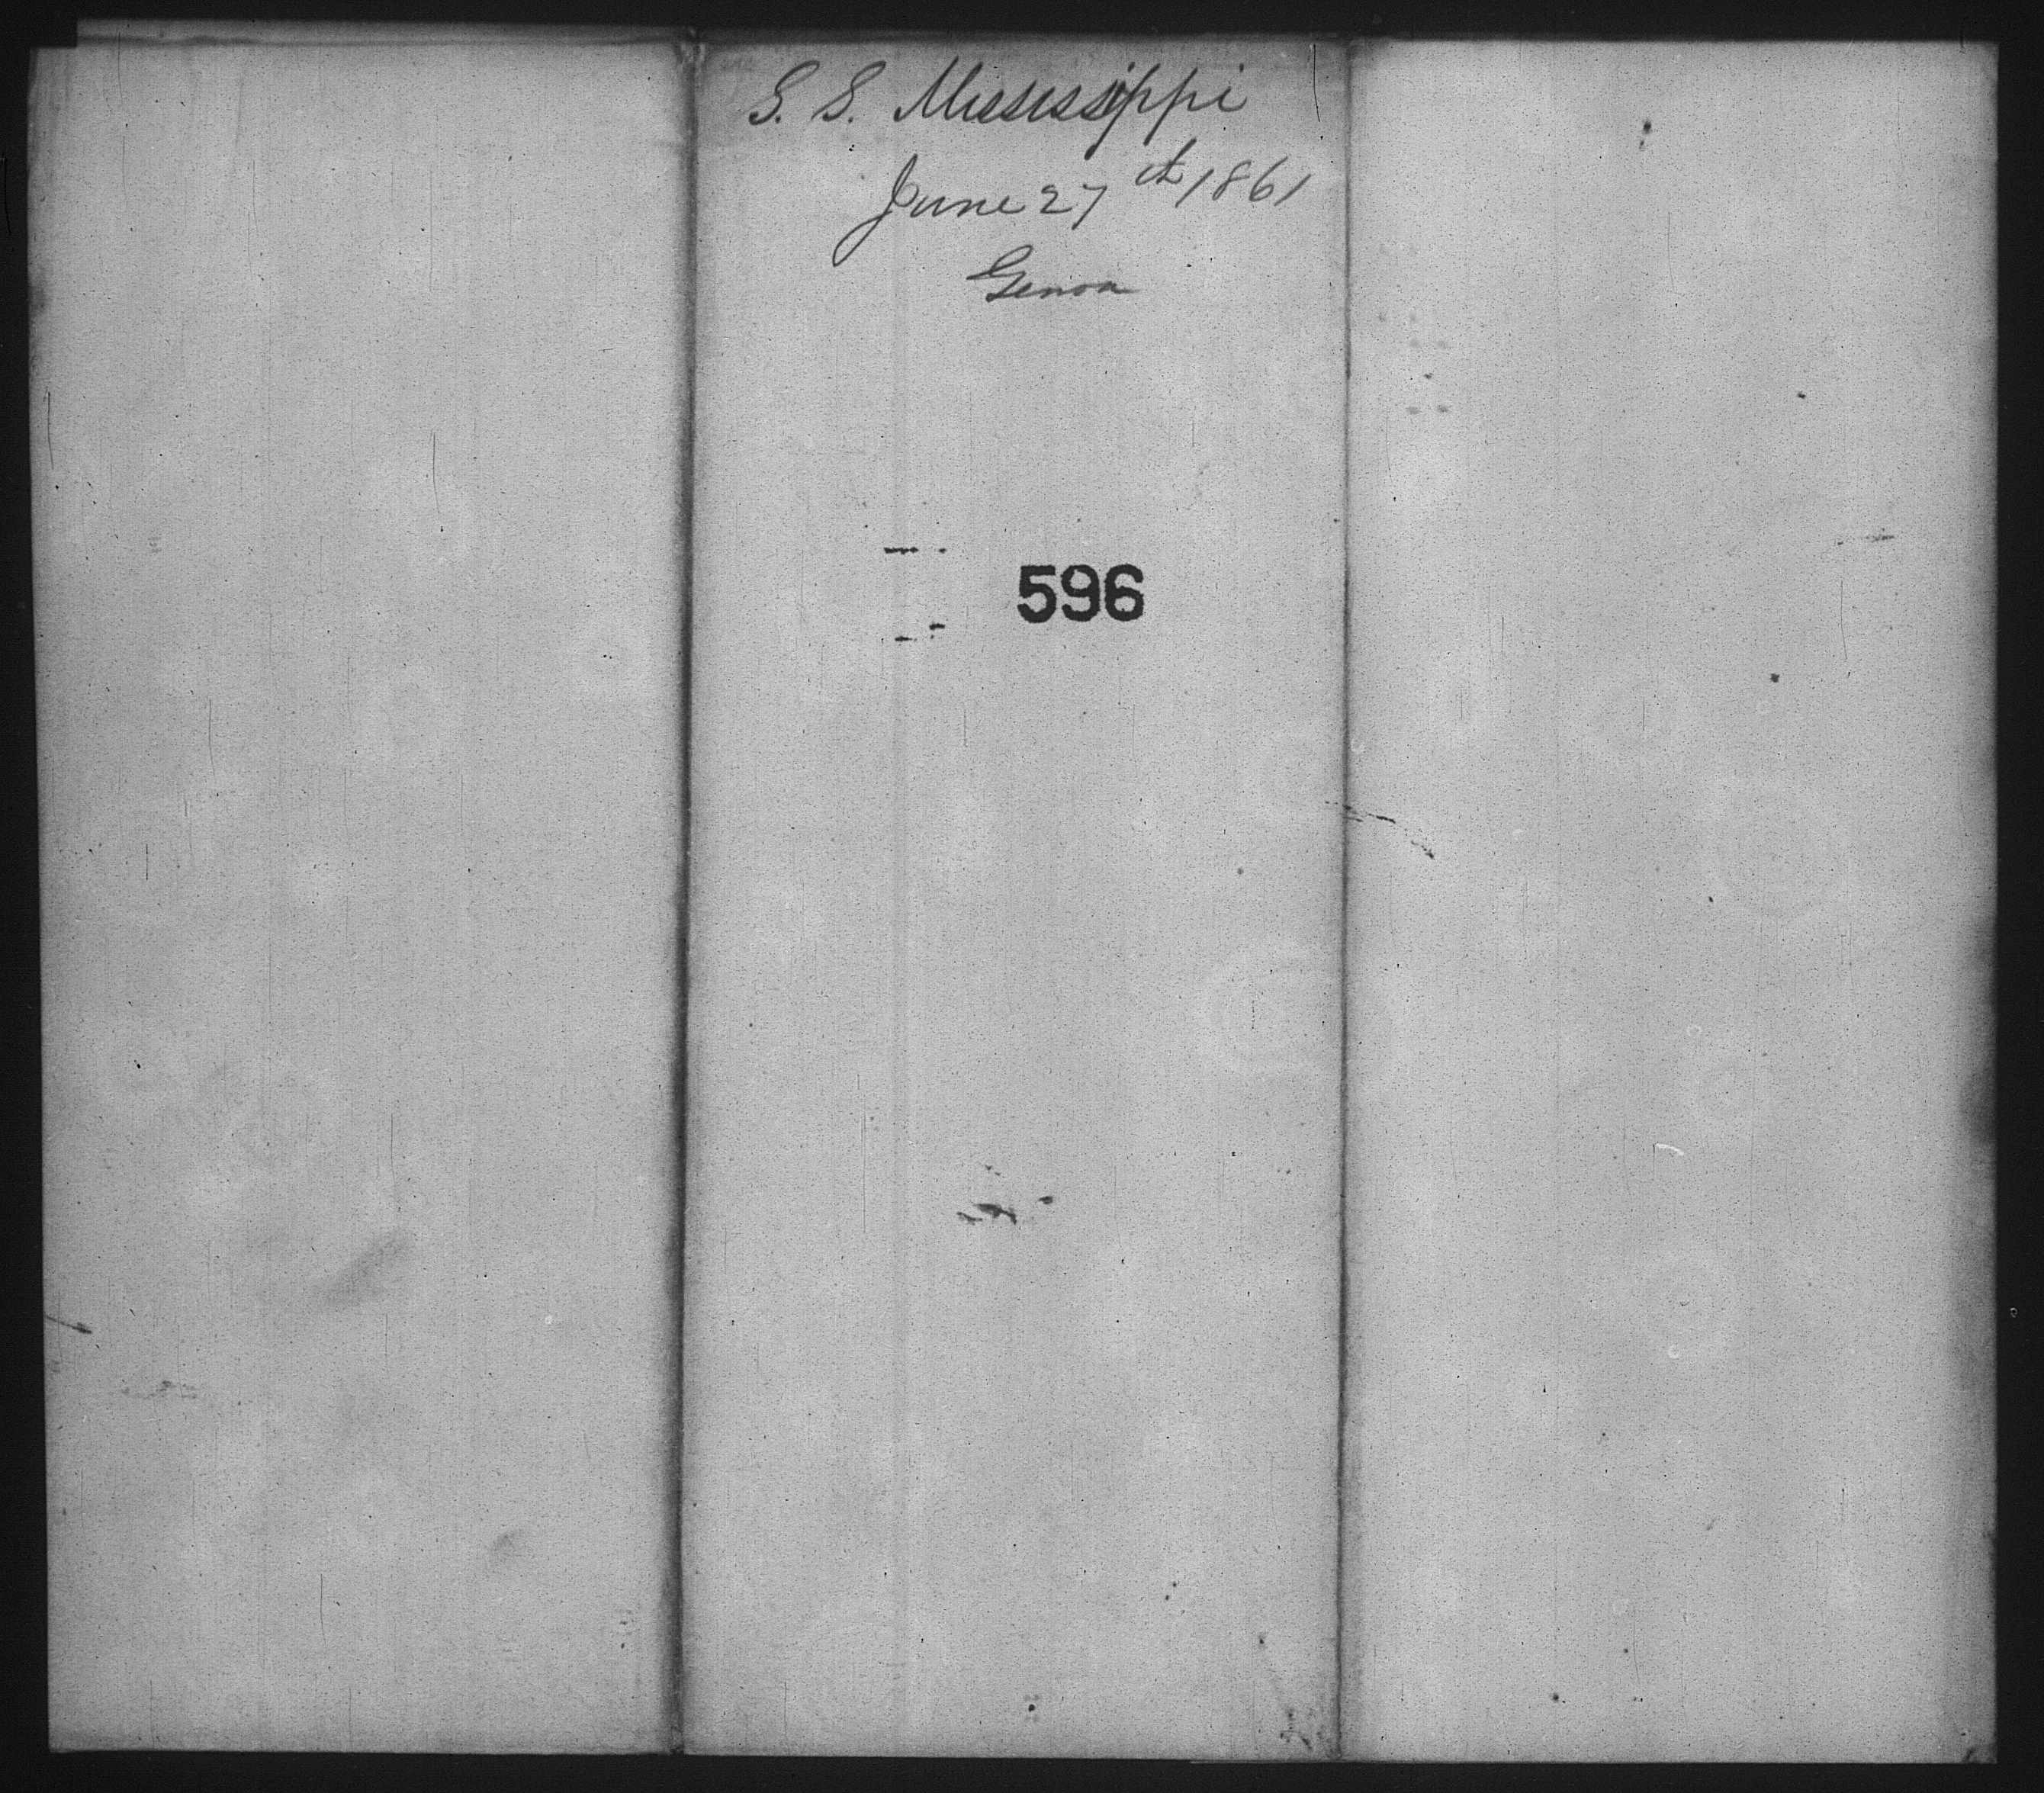 S. S. Mississippi
June 27th 1861
Genoa
596